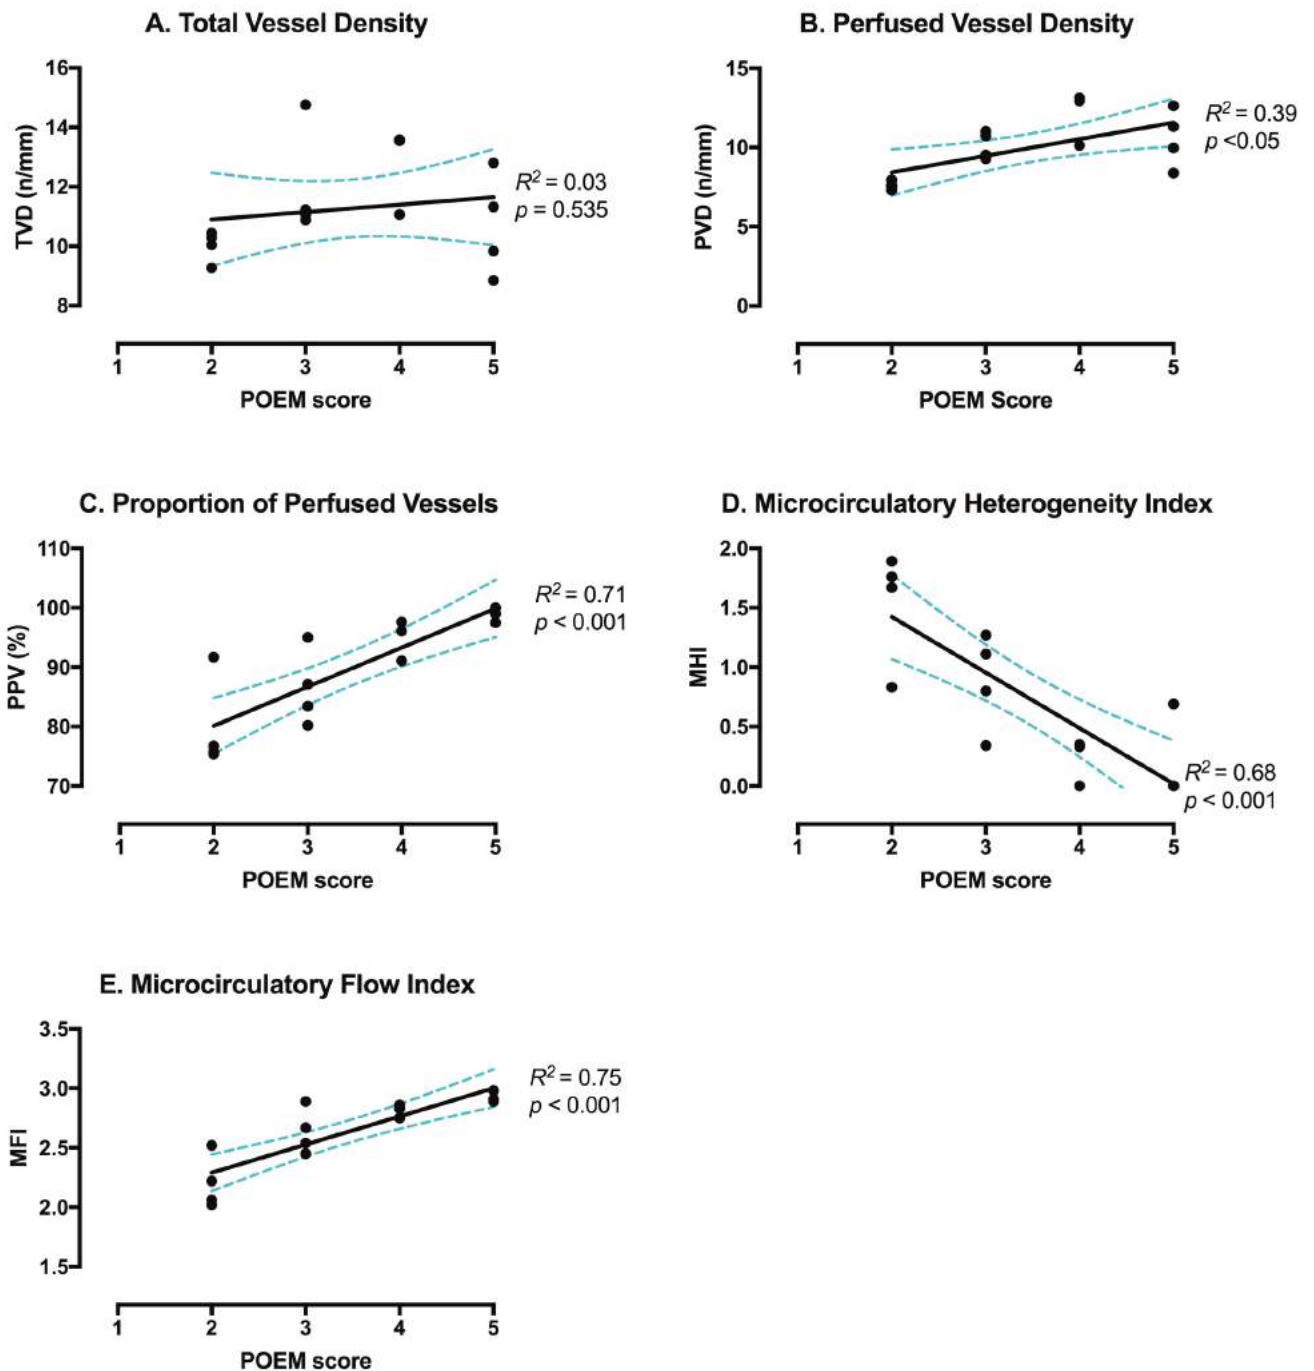 A. Total Vessel Density
16
14
12
10
8
TVD (n/mm)
R² = 0.03
p = 0.535
1 2 3 4 5
POEM score
B. Perfused Vessel Density
15
10
5
0
PVD (n/mm)
R² = 0.39
p <0.05
1 2 3 4 5
POEM Score
C. Proportion of Perfused Vessels
110
100
90
80
70
PPV (%)
R² = 0.71
p < 0.001
1 2 3 4 5
POEM score
D. Microcirculatory Heterogeneity Index
2.0
1.5
1.0
0.5
0.0
MHI
R² = 0.68
p < 0.001
1 2 3 4 5
POEM score
E. Microcirculatory Flow Index
3.5
3.0
2.5
2.0
1.5
MFI
R² = 0.75
p < 0.001
1 2 3 4 5
POEM score